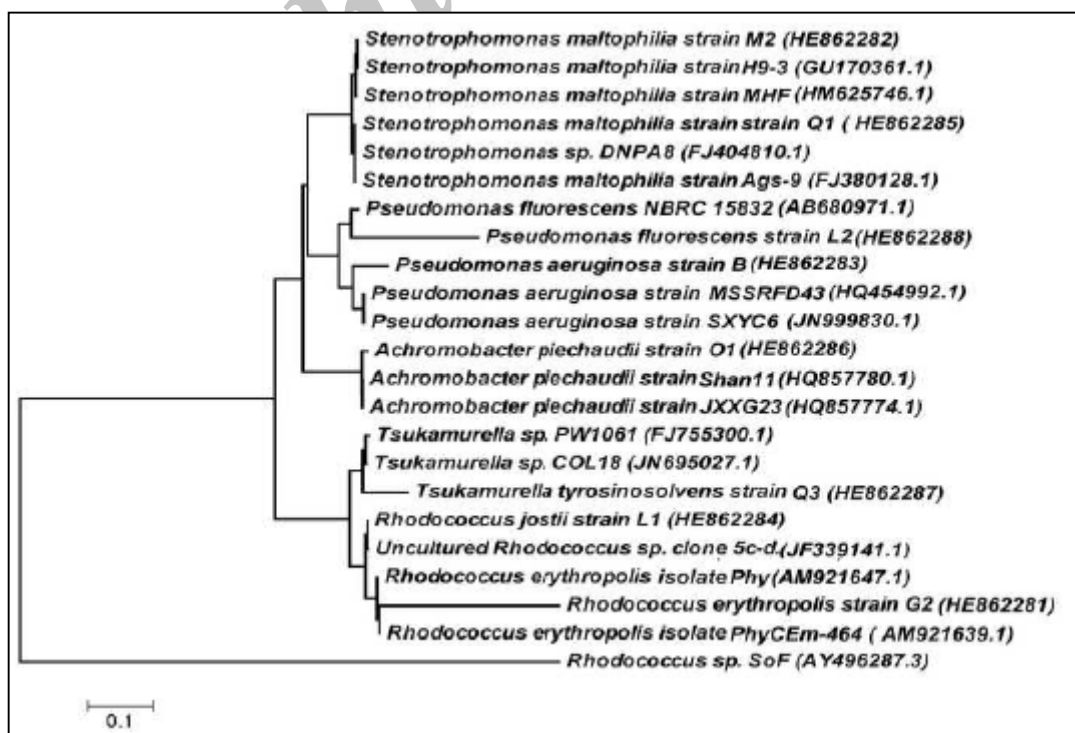 Stenotrophomonas maltophilia strain M2 (HE862282)
Stenotrophomonas maltophilia strain H9-3 (GU170361.1)
Stenotrophomonas maltophilia strain MHF (HM625746.1)
Stenotrophomonas maltophilia strain strain Q1 ( HE862285)
Stenotrophomonas sp. DNPA8 (FJ404810.1)
Stenotrophomonas maltophilia strain Ags-9 (FJ380128.1)
Pseudomonas fluorescens NBRC 15832 (AB680971.1)
Pseudomonas fluorescens strain L2(HE862288)
Pseudomonas aeruginosa strain B (HE862283)
Pseudomonas aeruginosa strain MSSRFD43 (HQ454992.1)
Pseudomonas aeruginosa strain SXYC6 (JN999830.1)
Achromobacter piechaudii strain O1 (HE862286)
Achromobacter piechaudii strain Shan11 (HQ857780.1)
Achromobacter piechaudii strain JXXG23 (HQ857774.1)
Tsukamurella sp. PW1061 (FJ755300.1)
Tsukamurella sp. COL18 (JN695027.1)
Tsukamurella tyrosinosolvens strain Q3 (HE862287)
Rhodococcus jostii strain L1 (HE862284)
Uncultured Rhodococcus sp. clone 5c-d.(JF339141.1)
Rhodococcus erythropolis isolate Phy(AM921647.1)
Rhodococcus erythropolis strain G2 (HE862281)
Rhodococcus erythropolis isolate PhyCEm-464 ( AM921639.1)
Rhodococcus sp. SoF (AY496287.3)
0.1